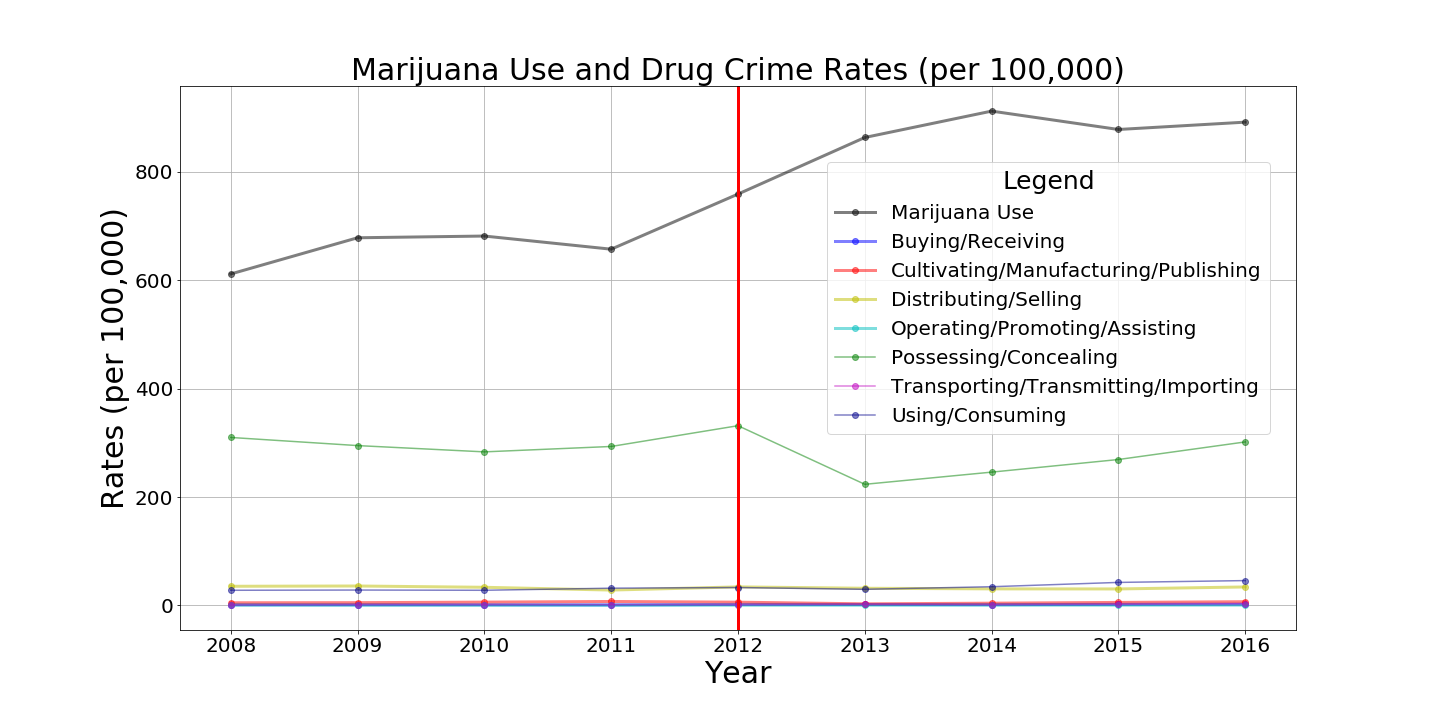 Marijuana Use and Drug Crime Rates (per 100,000)
Rates (per 100,000)
800
600
400
200
0
Legend
Marijuana Use
Buying/Receiving
Cultivating/Manufacturing/Publishing
Distributing/Selling
Operating/Promoting/Assisting
Possessing/Concealing
Transporting/Transmitting/Importing
Using/Consuming
2008 2009 2010 2011 2012 2013 2014 2015 2016
Year